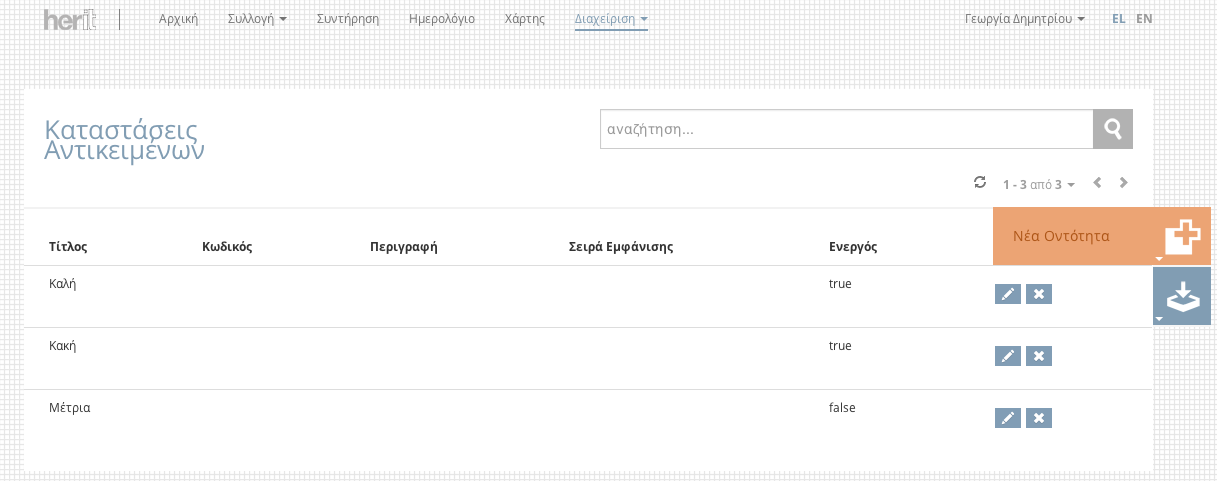 herit
Αρχική Συλλογή Συντήρηση Ημερολόγιο Χάρτης Διαχείριση Γεωργία Δημητρίου EL EN
Καταστάσεις
Αντικειμένων
αναζήτηση...
1 - 3 από 3
Νέα Οντότητα
Τίτλος Κωδικός Περιγραφή Σειρά Εμφάνισης Ενεργός
Καλή true
Κακή true
Μέτρια false